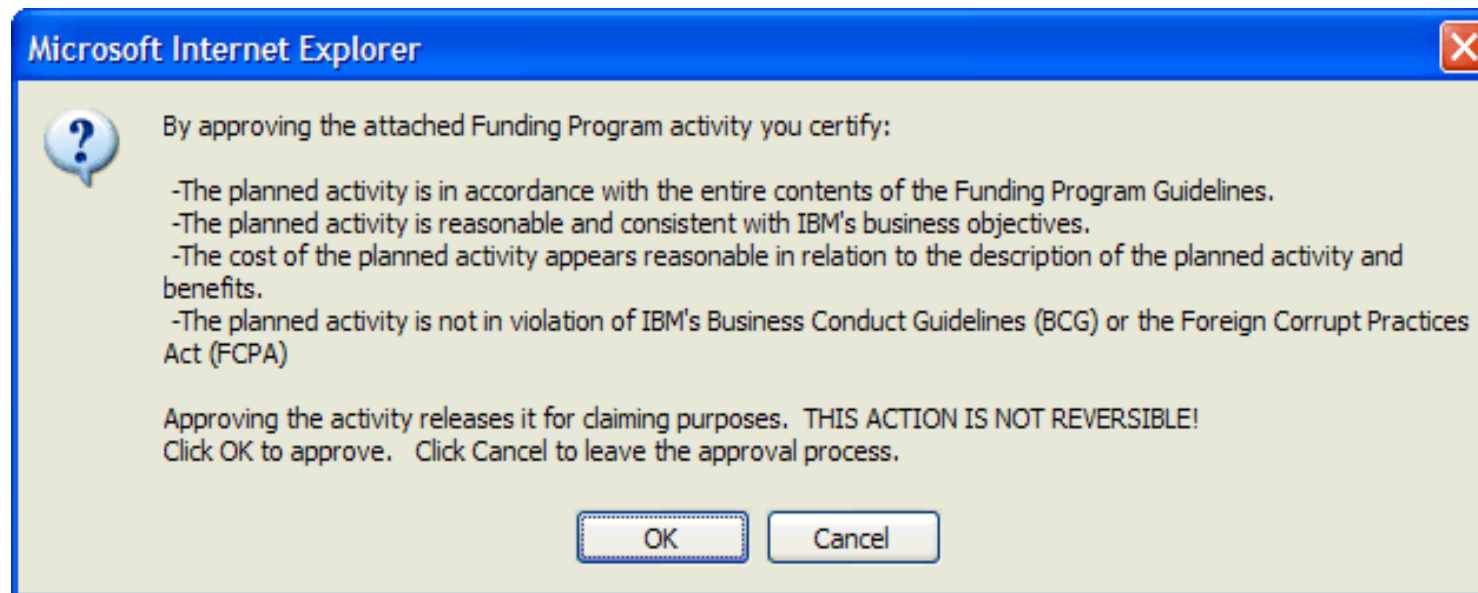 Microsoft Internet Explorer
By approving the attached Funding Program activity you certify:
-The planned activity is in accordance with the entire contents of the Funding Program Guidelines.
-The planned activity is reasonable and consistent with IBM's business objectives.
-The cost of the planned activity appears reasonable in relation to the description of the planned activity and
benefits.
-The planned activity is not in violation of IBM's Business Conduct Guidelines (BCG) or the Foreign Corrupt Practices
Act (FCPA)
Approving the activity releases it for claiming purposes.  THIS ACTION IS NOT REVERSIBLE!
Click OK to approve.   Click Cancel to leave the approval process.
OK Cancel